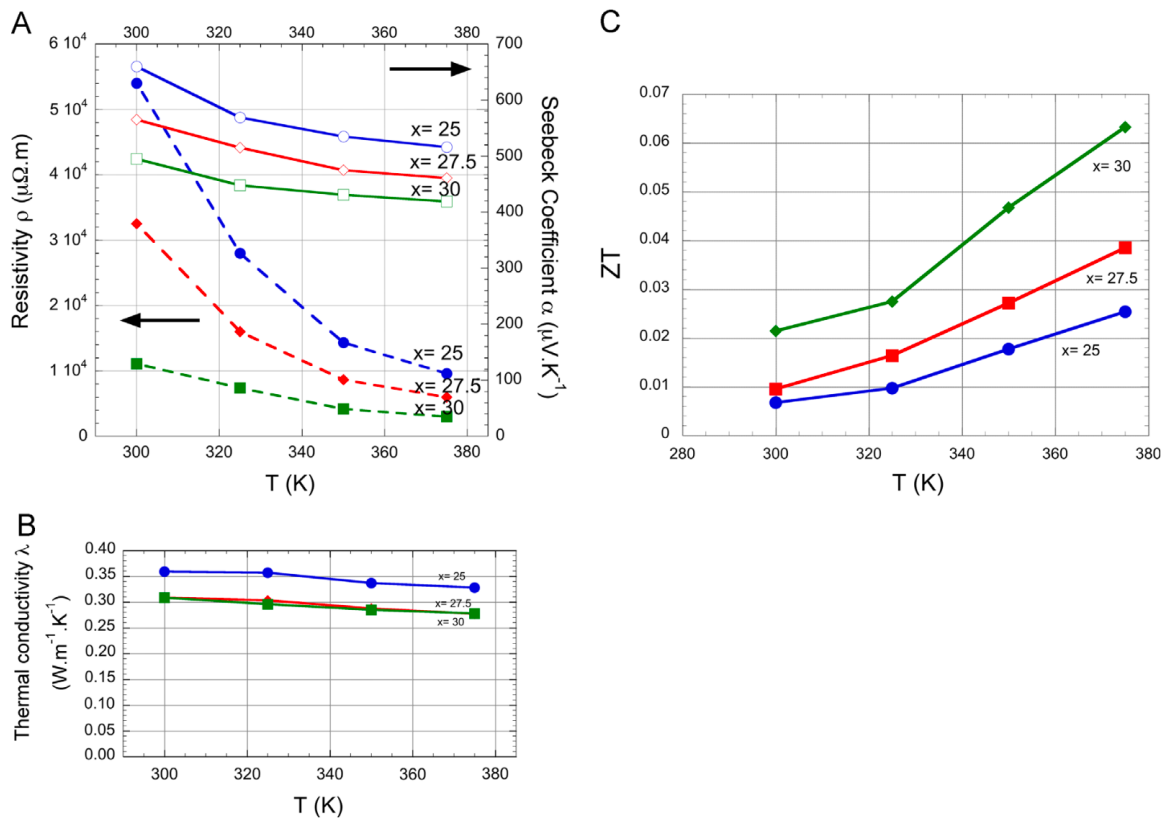 A
300 320 340 360 380
6 10⁴
5 10⁴
4 10⁴
3 10⁴
2 10⁴
1 10⁴
0
Resistivity ρ (μΩ.m)
700
600
500
400
300
200
100
0
Seebeck Coefficient α (μV.K⁻¹)
x= 25
x= 27.5
x= 30
x= 25
x= 27.5
x= 30
300 320 340 360 380
T (K)
C
0.07
0.06
0.05
0.04
0.03
0.02
0.01
0
ZT
x= 30
x= 27.5
x= 25
280 300 320 340 360 380
T (K)
B
0.40
0.35
0.30
0.25
0.20
0.15
0.10
0.05
0.00
Thermal conductivity λ
(W.m⁻¹.K⁻¹)
x= 25
x= 27.5
x= 30
300 320 340 360 380
T (K)